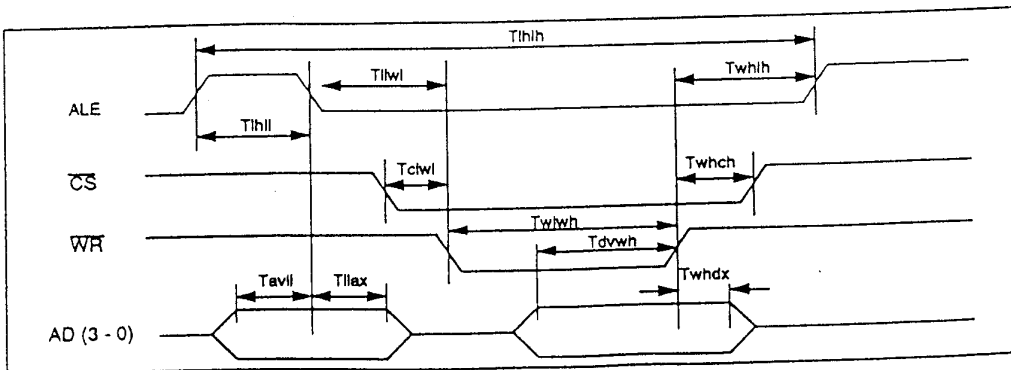 Tlhlh
Tllwl
Twhlh
ALE
Tlhll
CS
Tclwl
Twhch
WR
Twlwh
Tdvwh
Twhdx
Tavll
Tllax
AD (3 - 0)